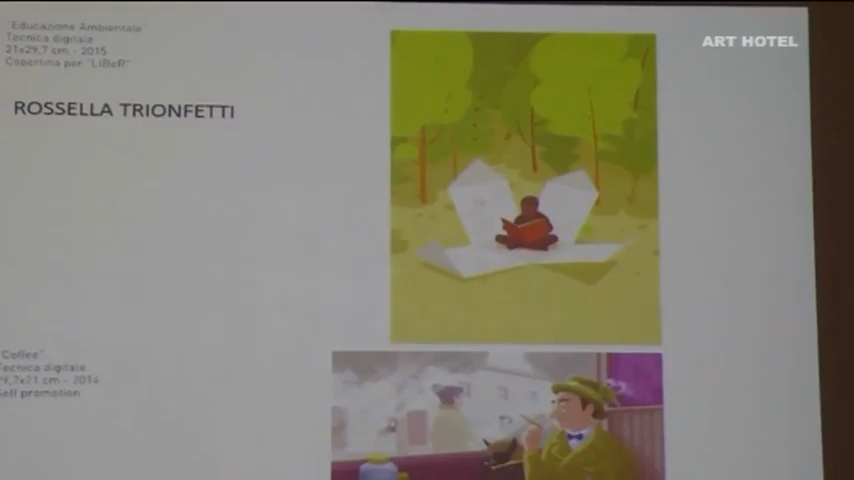 "Educazione Ambientale"
Tecnica digitale
21x29,7 cm - 2015
Copertina per "LiBeR"
ART HOTEL
ROSSELLA TRIONFETTI
"Coffee"
Tecnica digitale
29,7x21 cm - 2014
Self promotion